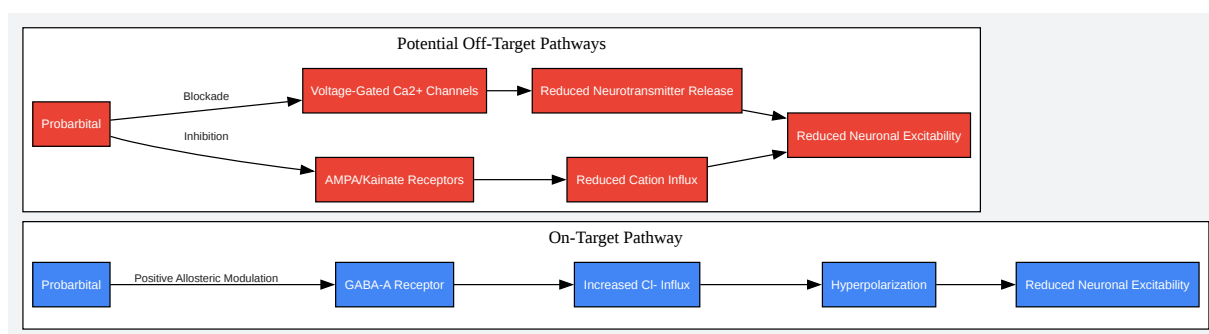 Potential Off-Target Pathways
Probarbital
Blockade
Inhibition
Voltage-Gated Ca2+ Channels
Reduced Neurotransmitter Release
AMPA/Kainate Receptors
Reduced Cation Influx
Reduced Neuronal Excitability
On-Target Pathway
Probarbital
Positive Allosteric Modulation
GABA-A Receptor
Increased Cl- Influx
Hyperpolarization
Reduced Neuronal Excitability